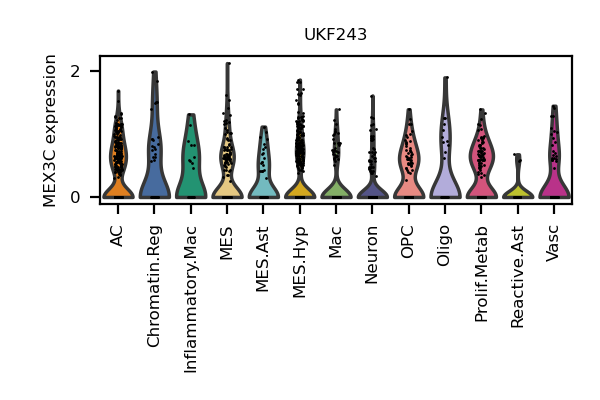 UKF243
MEX3C expression
2
0
AC
Chromatin.Reg
Inflammatory.Mac
MES
MES.Ast
MES.Hyp
Mac
Neuron
OPC
Oligo
Prolif.Metab
Reactive.Ast
Vasc